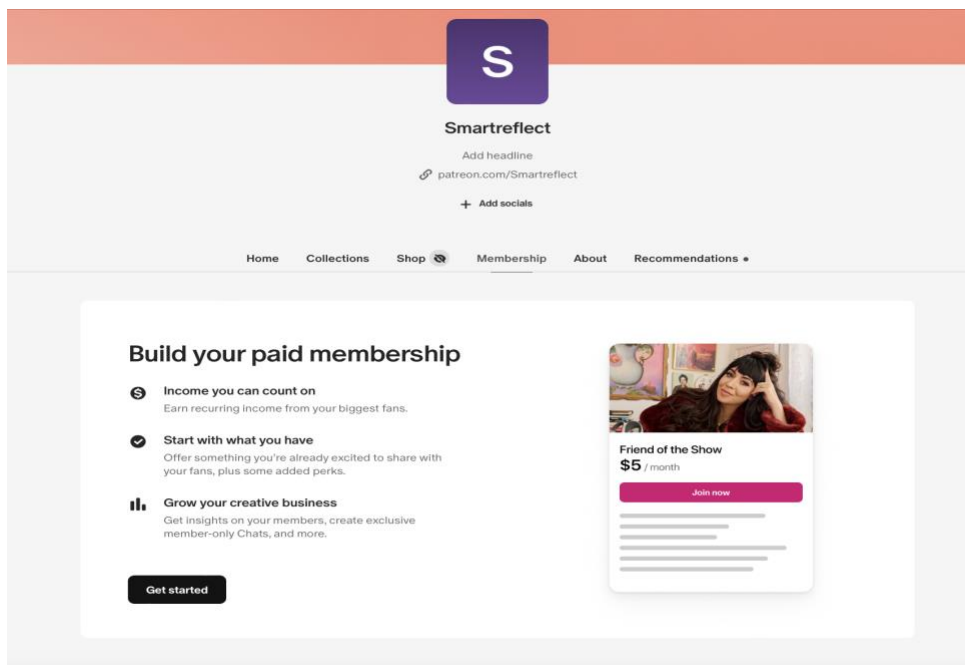 S
Smartreflect
Add headline
patreon.com/Smartreflect
+ Add socials
Home Collections Shop Membership About Recommendations •
Build your paid membership
Income you can count on
Earn recurring income from your biggest fans.
Start with what you have
Offer something you're already excited to share with
your fans, plus some added perks.
Grow your creative business
Get insights on your members, create exclusive
member-only Chats, and more.
Get started
Friend of the Show
$5 / month
Join now